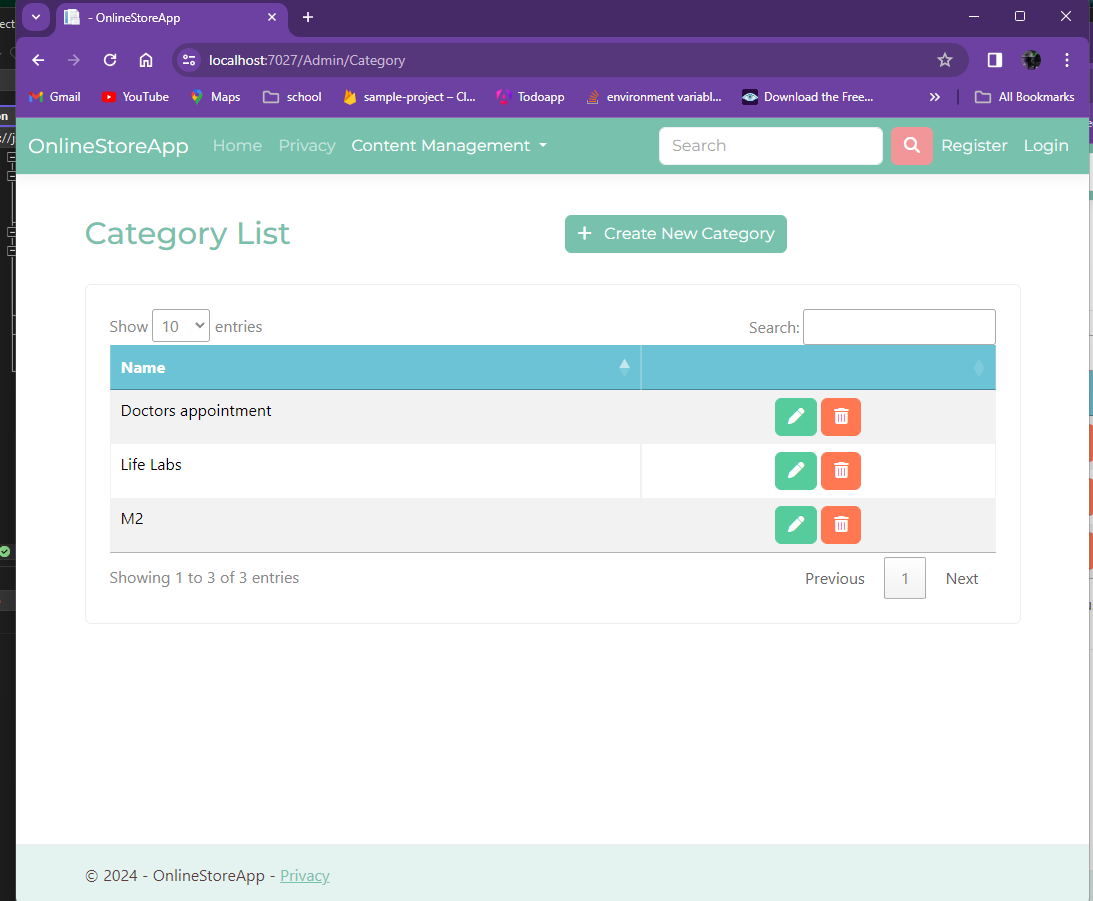 - OnlineStoreApp
localhost:7027/Admin/Category
Gmail YouTube Maps school sample-project – Cl... Todoapp environment variabl... Download the Free... » All Bookmarks
OnlineStoreApp Home Privacy Content Management Search Register Login
Category List + Create New Category
Show 10 entries Search:
Name
Doctors appointment
Life Labs
M2
Showing 1 to 3 of 3 entries Previous 1 Next
© 2024 - OnlineStoreApp - Privacy